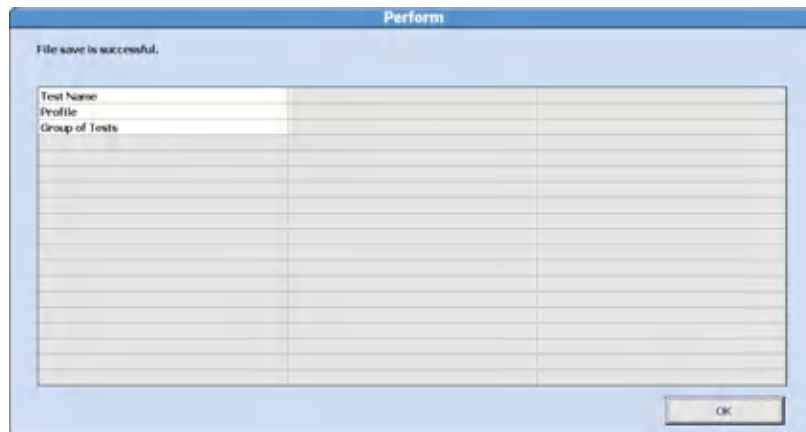 Perform
File save is successful.
Test Name
Profile
Group of Tests
OK